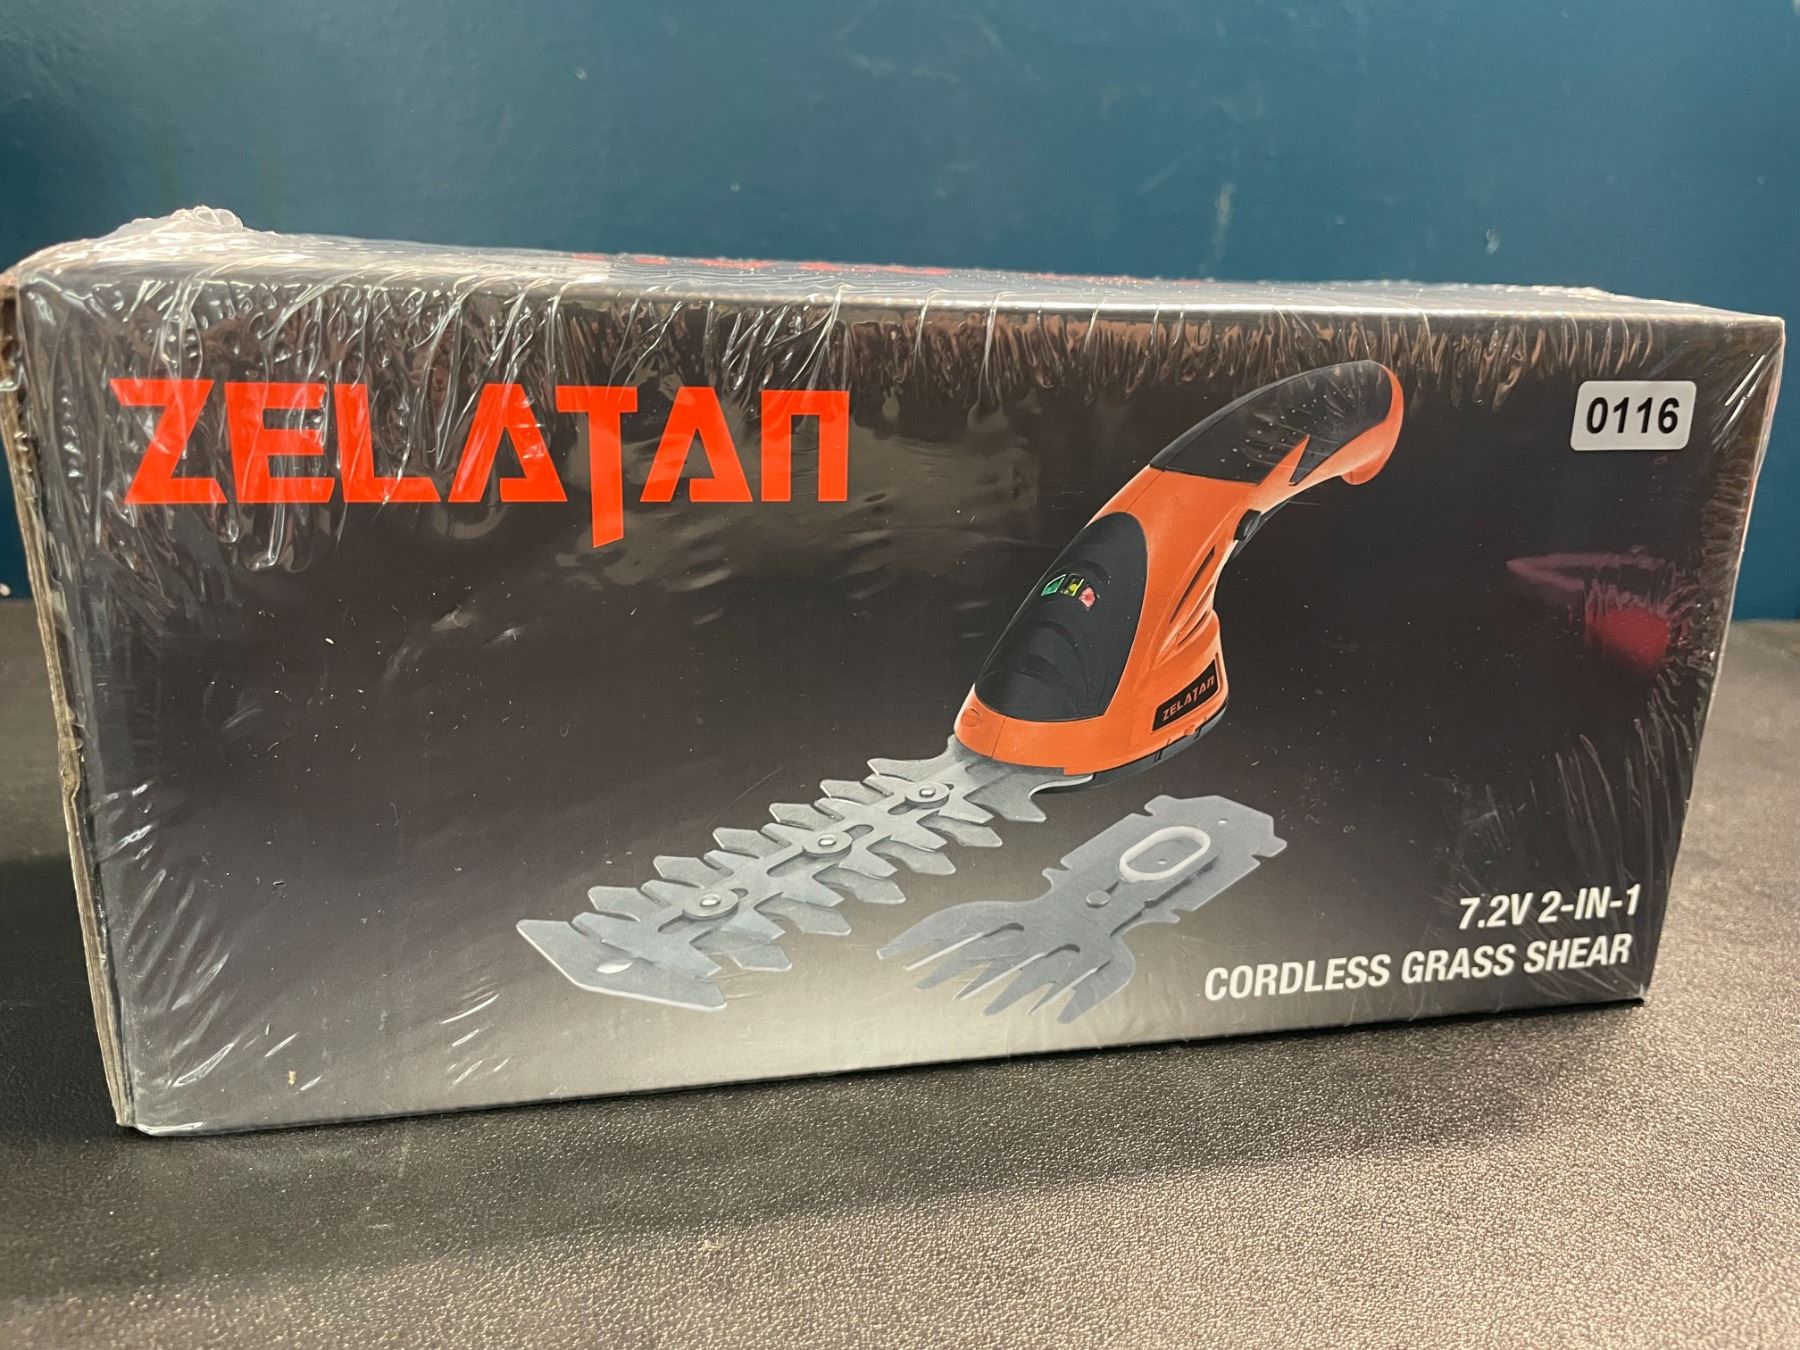 ZELATAN
0116
ZELATAN
7.2V 2-IN-1
CORDLESS GRASS SHEAR